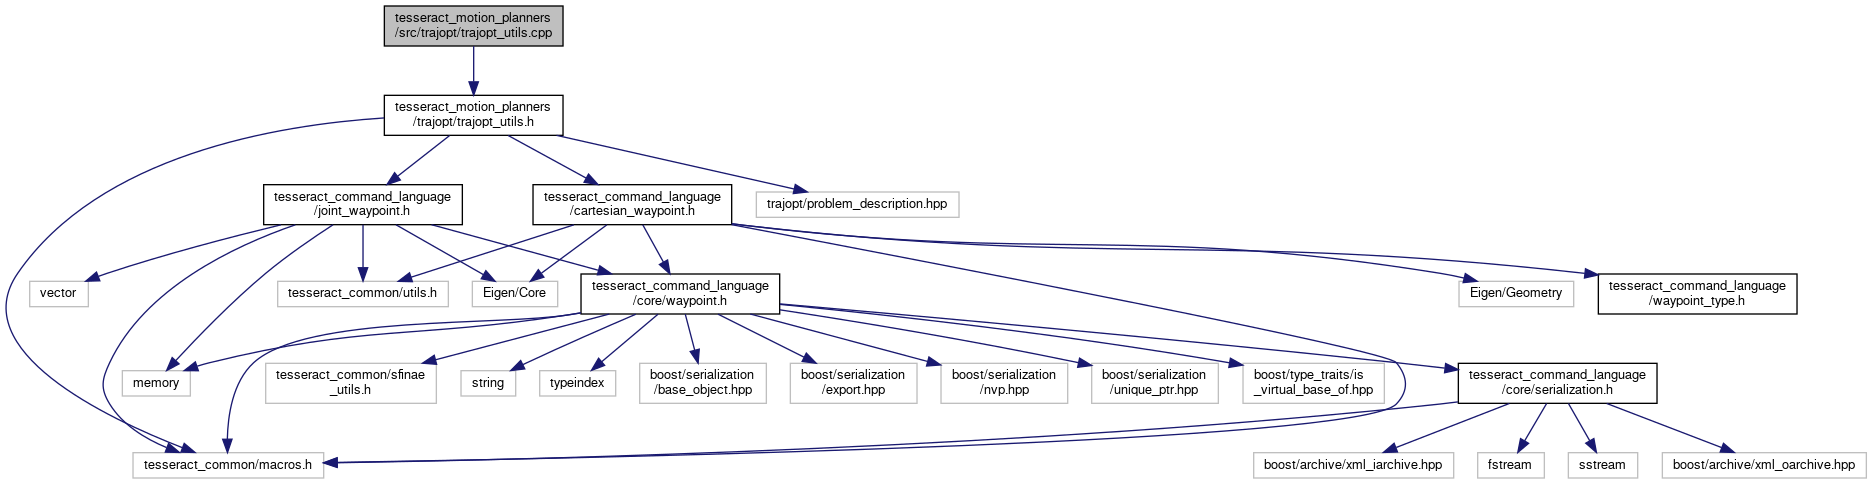 tesseract_motion_planners
/src/trajopt/trajopt_utils.cpp
tesseract_motion_planners
/trajopt/trajopt_utils.h
tesseract_command_language
/joint_waypoint.h
tesseract_command_language
/cartesian_waypoint.h
trajopt/problem_description.hpp
vector
tesseract_common/utils.h
Eigen/Core
tesseract_command_language
/core/waypoint.h
Eigen/Geometry
tesseract_command_language
/waypoint_type.h
memory
tesseract_common/sfinae
_utils.h
string
typeindex
boost/serialization
/base_object.hpp
boost/serialization
/export.hpp
boost/serialization
/nvp.hpp
boost/serialization
/unique_ptr.hpp
boost/type_traits/is
_virtual_base_of.hpp
tesseract_command_language
/core/serialization.h
tesseract_common/macros.h
boost/archive/xml_iarchive.hpp
fstream
sstream
boost/archive/xml_oarchive.hpp